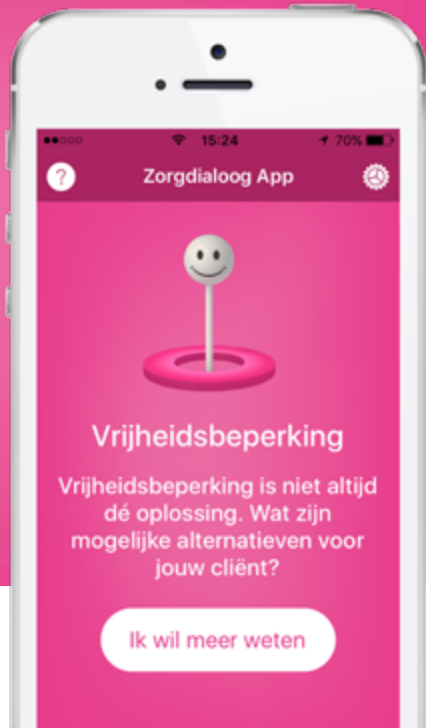 15:24 70%
? Zorgdialoog App
Vrijheidsbeperking
Vrijheidsbeperking is niet altijd
dé oplossing. Wat zijn
mogelijke alternatieven voor
jouw cliënt?
Ik wil meer weten